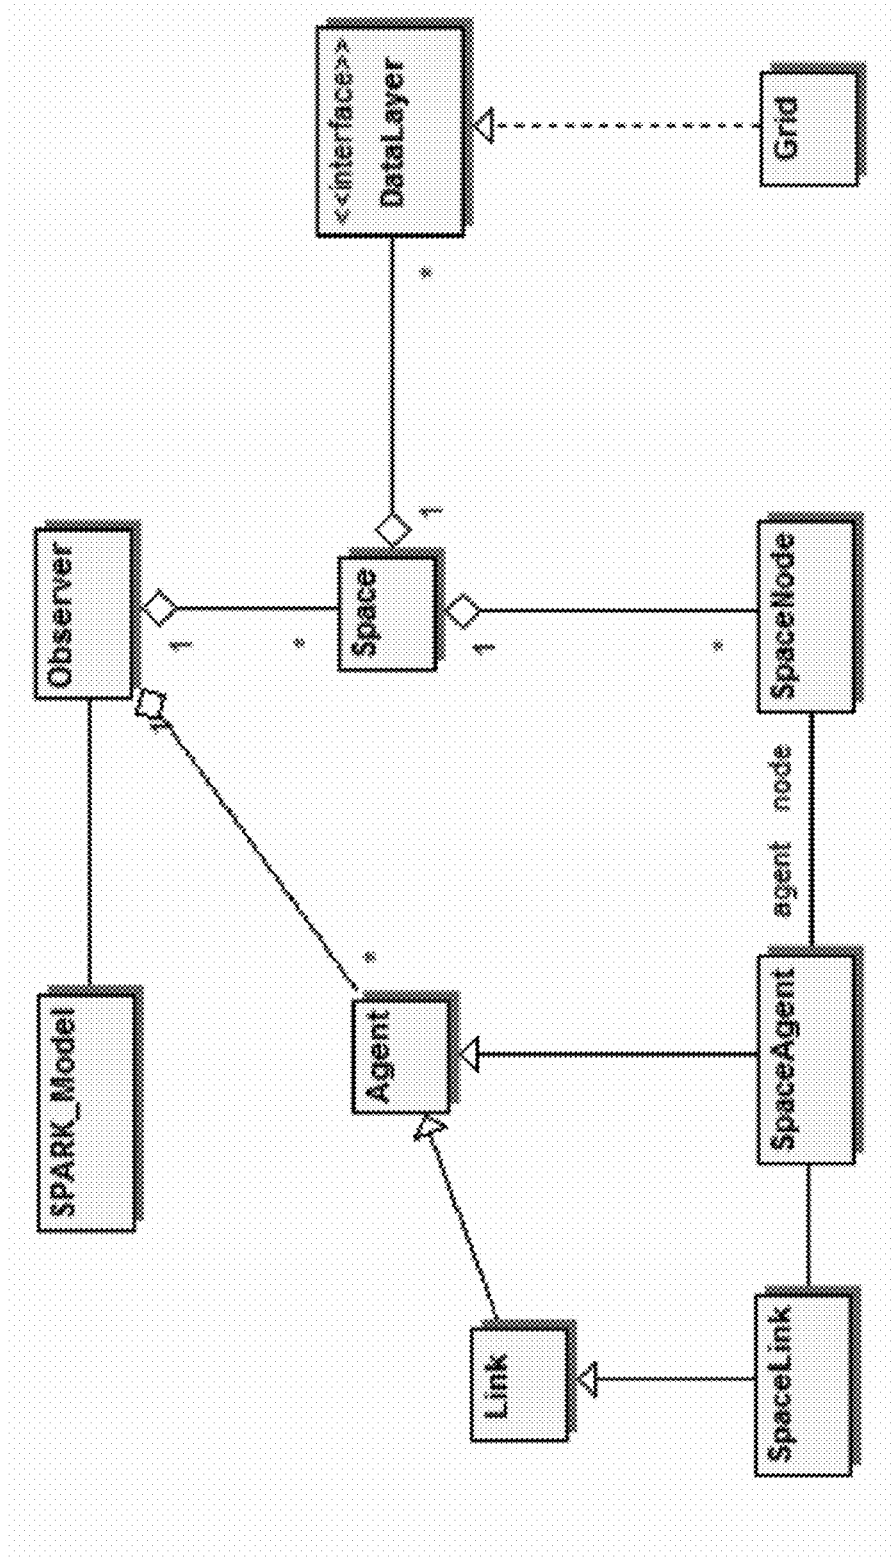 SPARK_Model
Observer
1
1
*
*
Link
Agent
Space
1
1
*
<<interface>>
DataLayer
*
SpaceLink
SpaceAgent
agent
node
SpaceNode
Grid